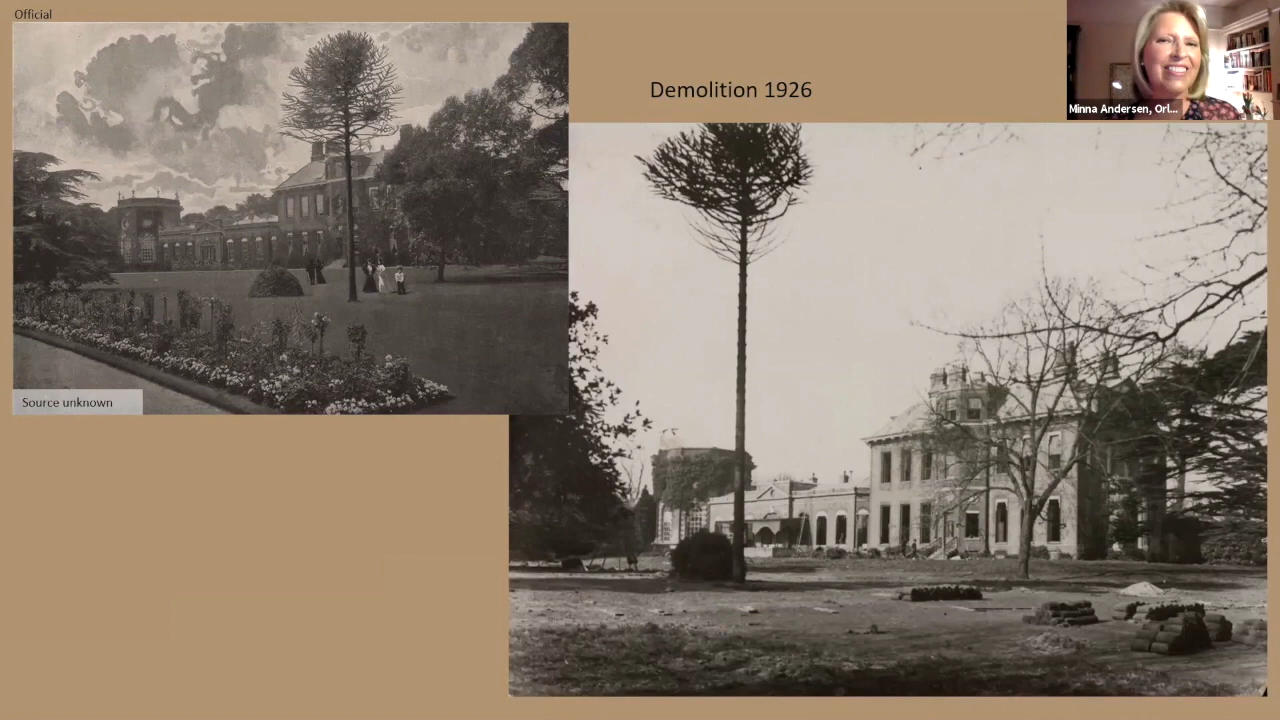 Official
Demolition 1926
Minna Andersen, Orl...
Source unknown